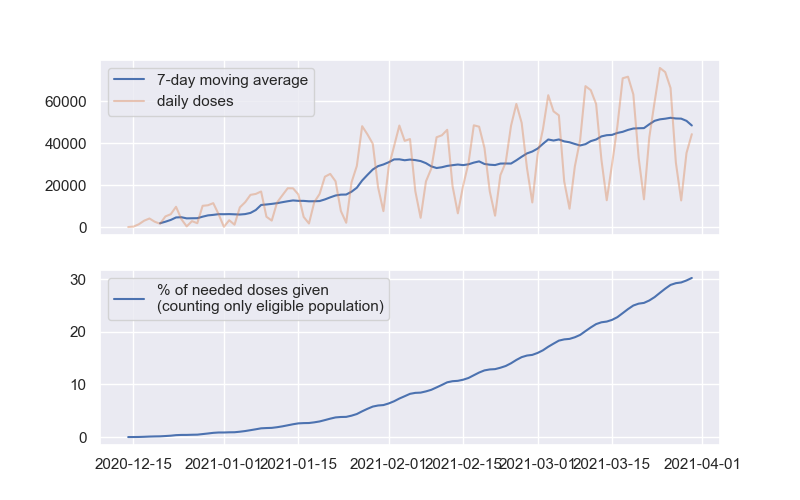 7-day moving average
daily doses
60000
40000
20000
0
% of needed doses given
(counting only eligible population)
30
20
10
0
2020-12-15 2021-01-01 2021-01-15 2021-02-01 2021-02-15 2021-03-01 2021-03-15 2021-04-01